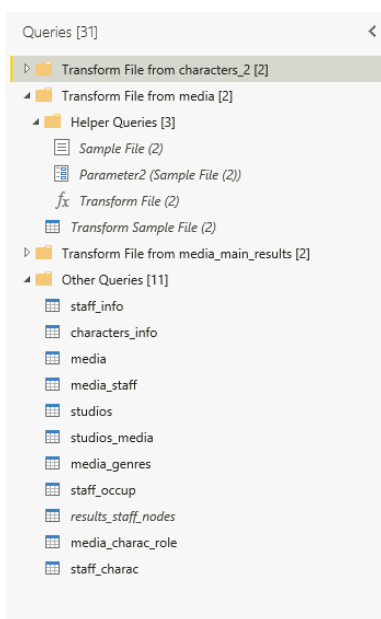 Queries [31]
Transform File from characters_2 [2]
Transform File from media [2]
Helper Queries [3]
Sample File (2)
Parameter2 (Sample File (2))
fx Transform File (2)
Transform Sample File (2)
Transform File from media_main_results [2]
Other Queries [11]
staff_info
characters_info
media
media_staff
studios
studios_media
media_genres
staff_occup
results_staff_nodes
media_charac_role
staff_charac